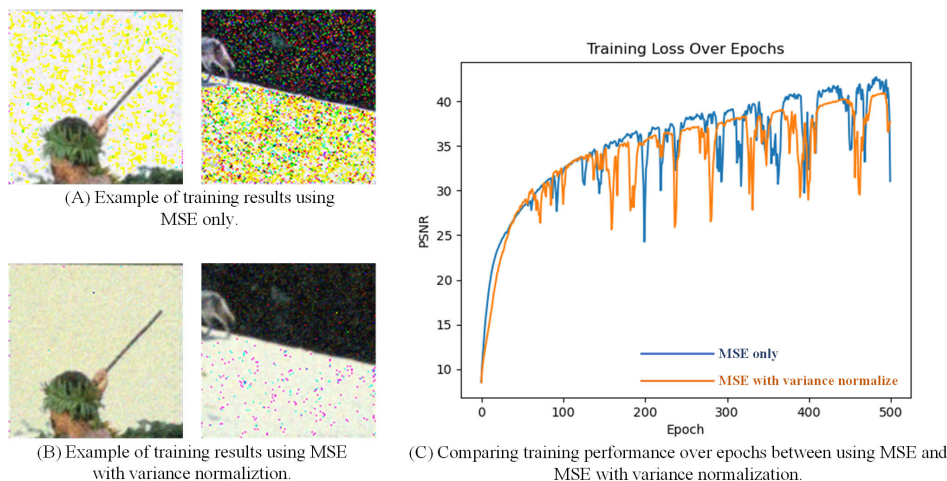 (A) Example of training results using
MSE only.
(B) Example of training results using MSE
with variance normaliztion.
Training Loss Over Epochs
PSNR
40
35
30
25
20
15
10
MSE only
MSE with variance normalize
0 100 200 300 400 500
Epoch
(C) Comparing training performance over epochs between using MSE and
MSE with variance normalization.